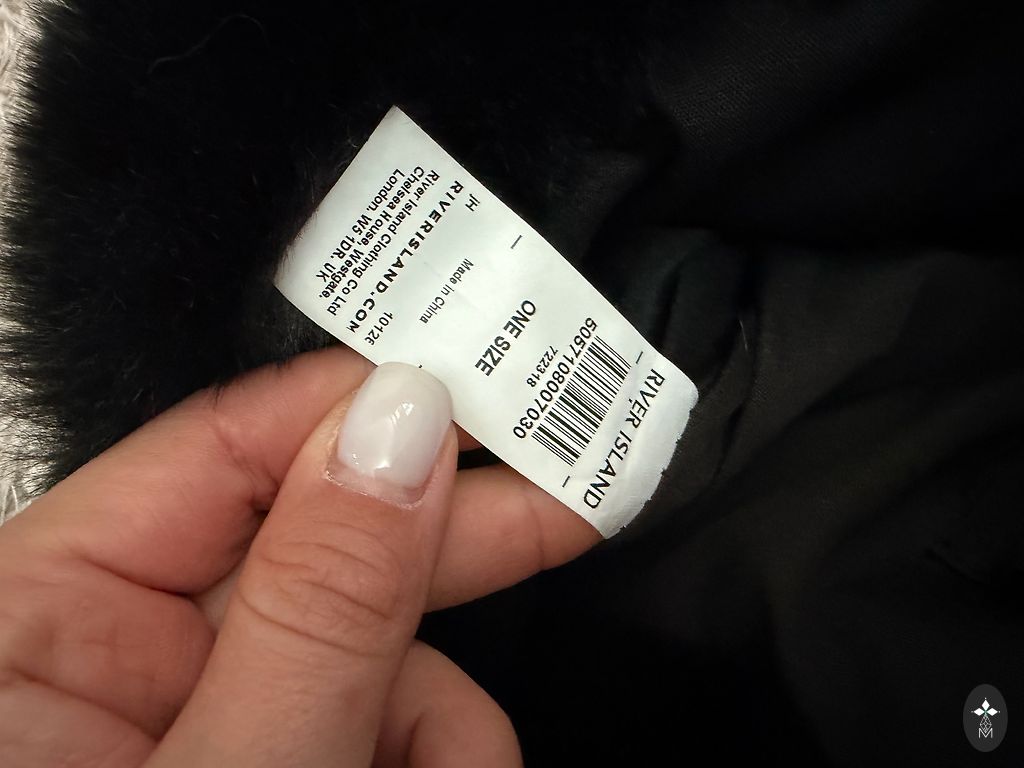 RIVER ISLAND
5057108007030
722318
ONE SIZE
Made in China
JH
RIVERISLAND.COM
River Island Clothing Co Ltd
Chelsea House, Westgate,
London. W5 1DR. UK
M